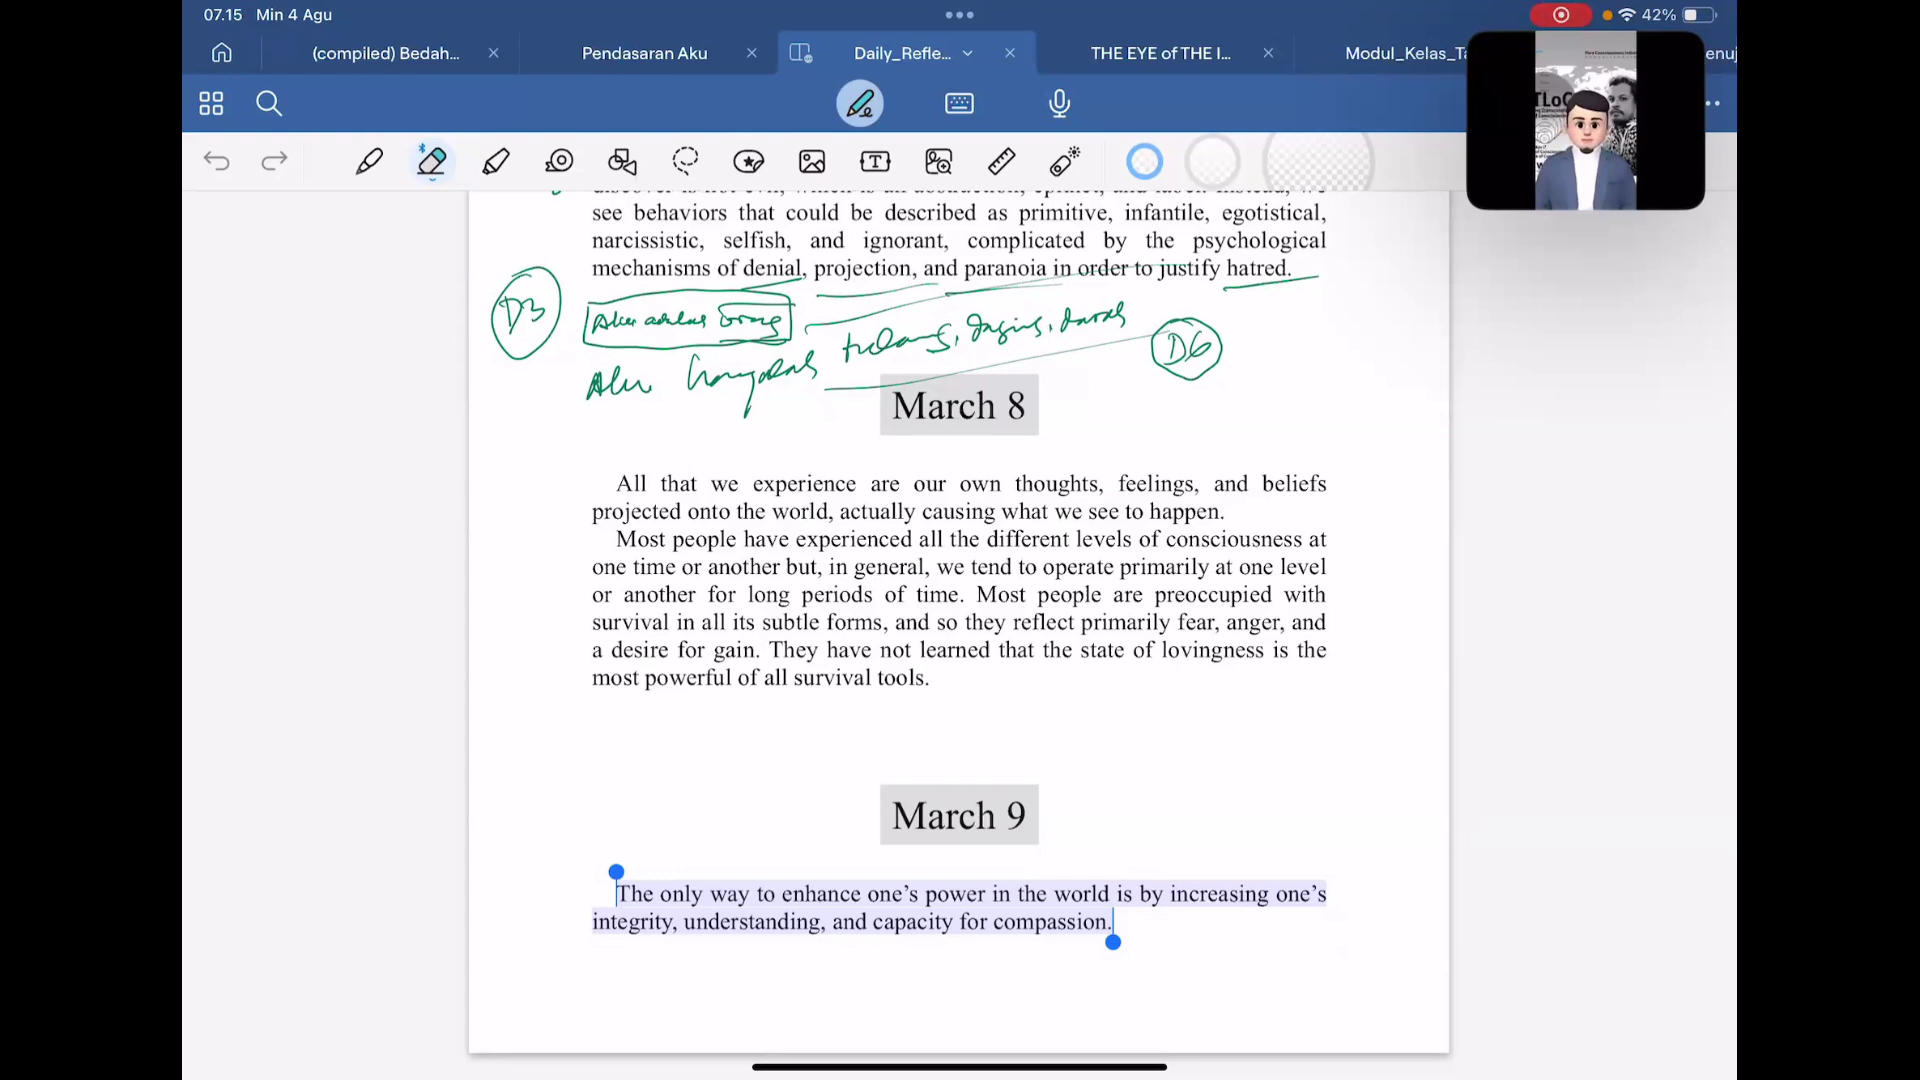 07.15 Min 4 Agu
42%
(compiled) Bedah...
Pendasaran Aku
Daily_Refle...
THE EYE of THE I...
Modul_Kelas_Ta
enuj
see behaviors that could be described as primitive, infantile, egotistical,
narcissistic, selfish, and ignorant, complicated by the psychological
mechanisms of denial, projection, and paranoia in order to justify hatred.
D3
Aku adalah orang
tulang, daging, darah
D6
Aku hanyalah
March 8
All that we experience are our own thoughts, feelings, and beliefs
projected onto the world, actually causing what we see to happen.
Most people have experienced all the different levels of consciousness at
one time or another but, in general, we tend to operate primarily at one level
or another for long periods of time. Most people are preoccupied with
survival in all its subtle forms, and so they reflect primarily fear, anger, and
a desire for gain. They have not learned that the state of lovingness is the
most powerful of all survival tools.
March 9
The only way to enhance one's power in the world is by increasing one's
integrity, understanding, and capacity for compassion.